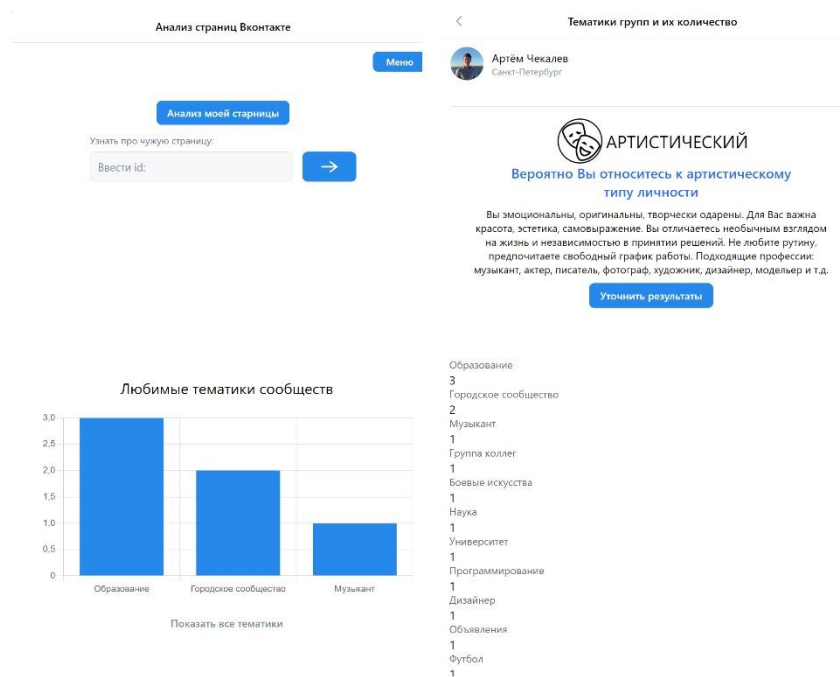 Анализ страниц Вконтакте
Меню
Анализ моей старницы
Узнать про чужую страницу:
Ввести id:
Тематики групп и их количество
Артём Чекалев
Санкт-Петербург
АРТИСТИЧЕСКИЙ
Вероятно Вы относитесь к артистическому
типу личности
Вы эмоциональны, оригинальны, творчески одарены. Для Вас важна
красота, эстетика, самовыражение. Вы отличаетесь необычным взглядом
на жизнь и независимостью в принятии решений. Не любите рутину,
предпочитаете свободный график работы. Подходящие профессии:
музыкант, актер, писатель, фотограф, художник, дизайнер, модельер и т.д.
Уточнить результаты
Любимые тематики сообществ
3,0
2,5
2,0
1,5
1,0
0,5
0
Образование
Городское сообщество
Музыкант
Показать все тематики
Образование
3
Городское сообщество
2
Музыкант
1
Группа коллег
1
Боевые искусства
1
Наука
1
Университет
1
Программирование
1
Дизайнер
1
Объявления
1
Футбол
1